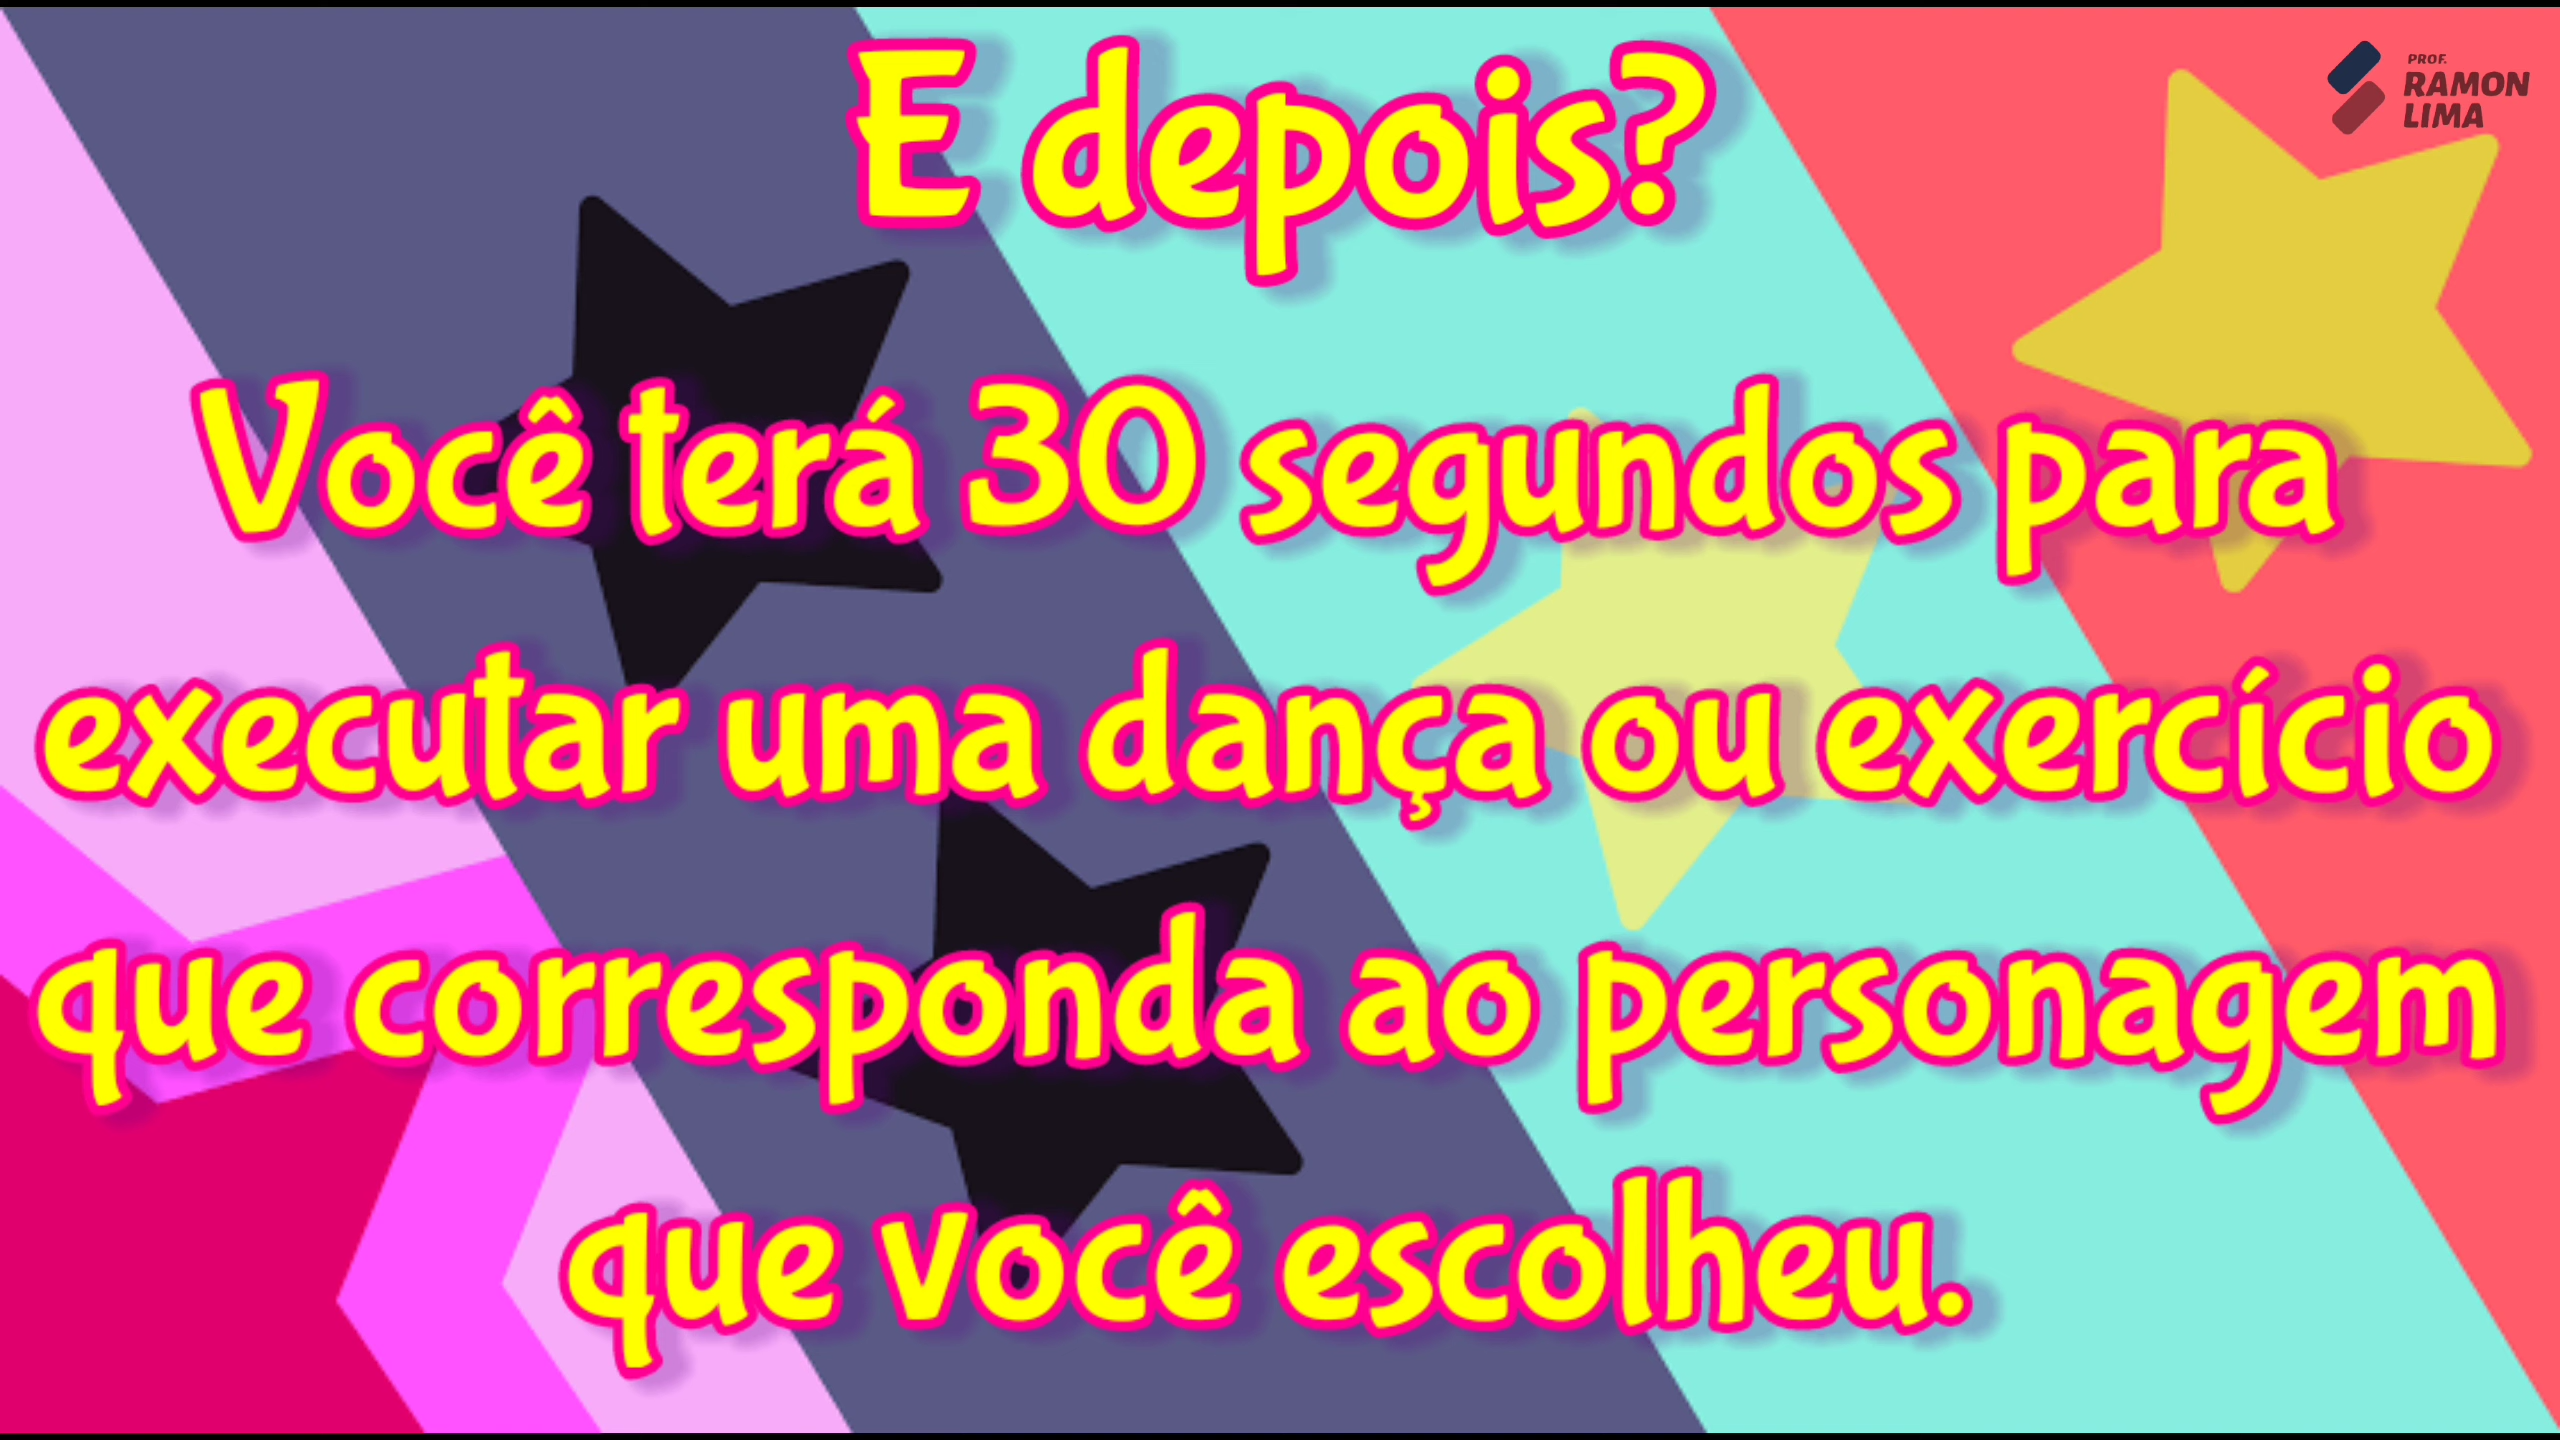 E depois?
PROF.
RAMON
LIMA
Você terá 30 segundos para
executar uma dança ou exercício
que corresponda ao personagem
que você escolheu.